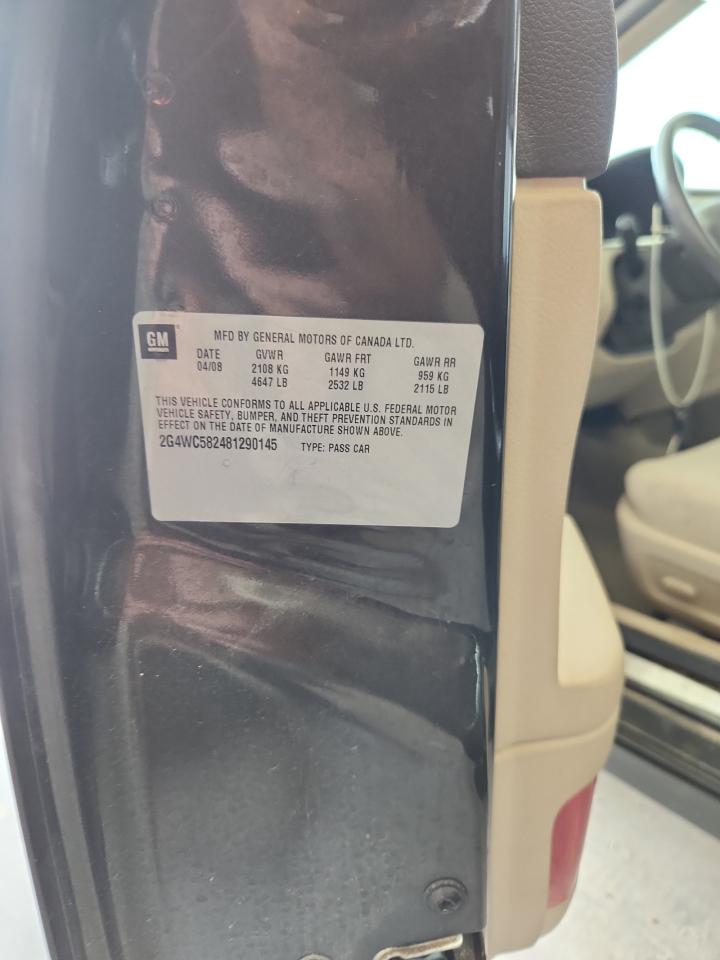 GM
MFD BY GENERAL MOTORS OF CANADA LTD.
DATE GVWR GAWR FRT GAWR RR
04/08 2108 KG 1149 KG 959 KG
4647 LB 2532 LB 2115 LB
THIS VEHICLE CONFORMS TO ALL APPLICABLE U.S. FEDERAL MOTOR
VEHICLE SAFETY, BUMPER, AND THEFT PREVENTION STANDARDS IN
EFFECT ON THE DATE OF MANUFACTURE SHOWN ABOVE.
2G4WC582481290145 TYPE: PASS CAR